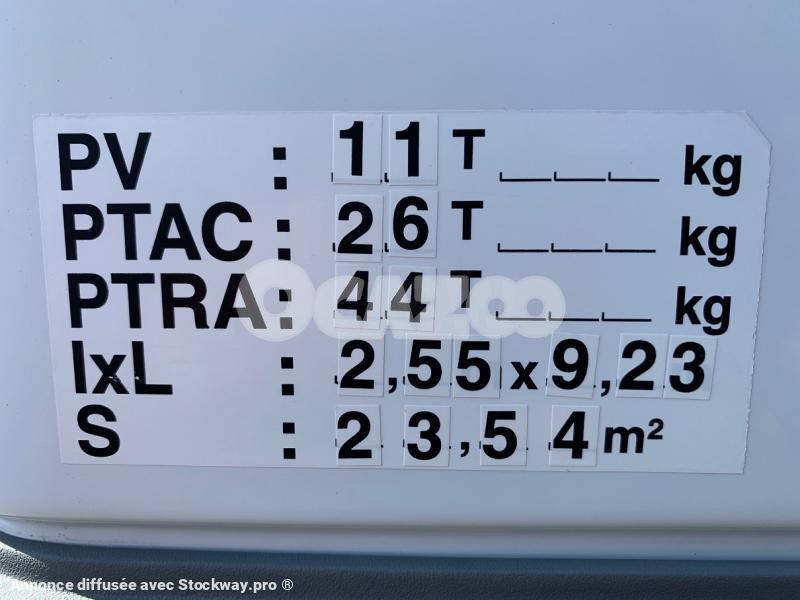 PV : 11 T ___ kg
PTAC : 26 T ___ kg
PTRA : 44 T ___ kg
lxL : 2,55 x 9,23
S : 23,54 m²
OCAZOO
Annonce diffusée avec Stockway.pro ®